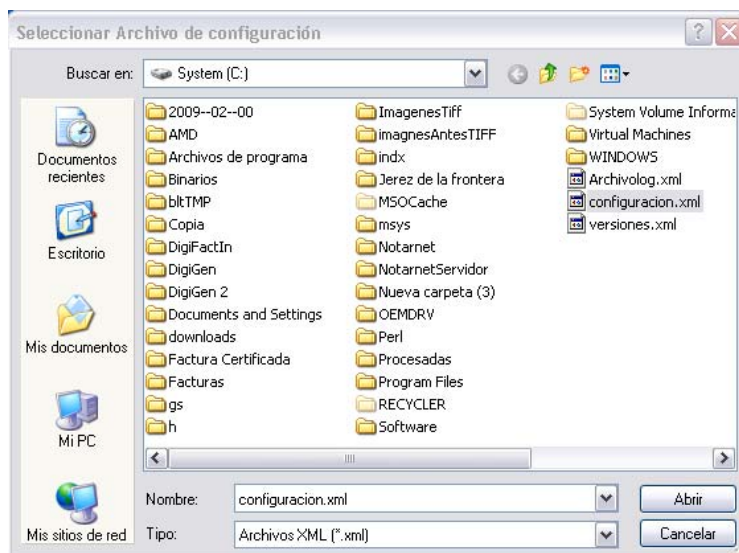 Seleccionar Archivo de configuración
Buscar en:
System (C:)
Documentos
recientes
Escritorio
Mis documentos
Mi PC
Mis sitios de red
2009--02--00
AMD
Archivos de programa
Binarios
bltTMP
Copia
DigiFactIn
DigiGen
DigiGen 2
Documents and Settings
downloads
Factura Certificada
Facturas
gs
h
ImagenesTiff
imagnesAntesTIFF
indx
Jerez de la frontera
MSOCache
msys
Notarnet
NotarnetServidor
Nueva carpeta (3)
OEMDRV
Perl
Procesadas
Program Files
RECYCLER
Software
System Volume Informa
Virtual Machines
WINDOWS
Archivolog.xml
configuracion.xml
versiones.xml
Nombre:
configuracion.xml
Abrir
Tipo:
Archivos XML (*.xml)
Cancelar